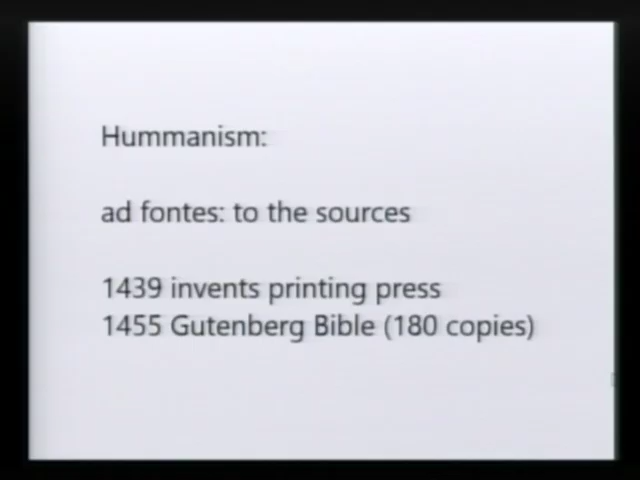 Hummanism:
ad fontes: to the sources
1439 invents printing press
1455 Gutenberg Bible (180 copies)